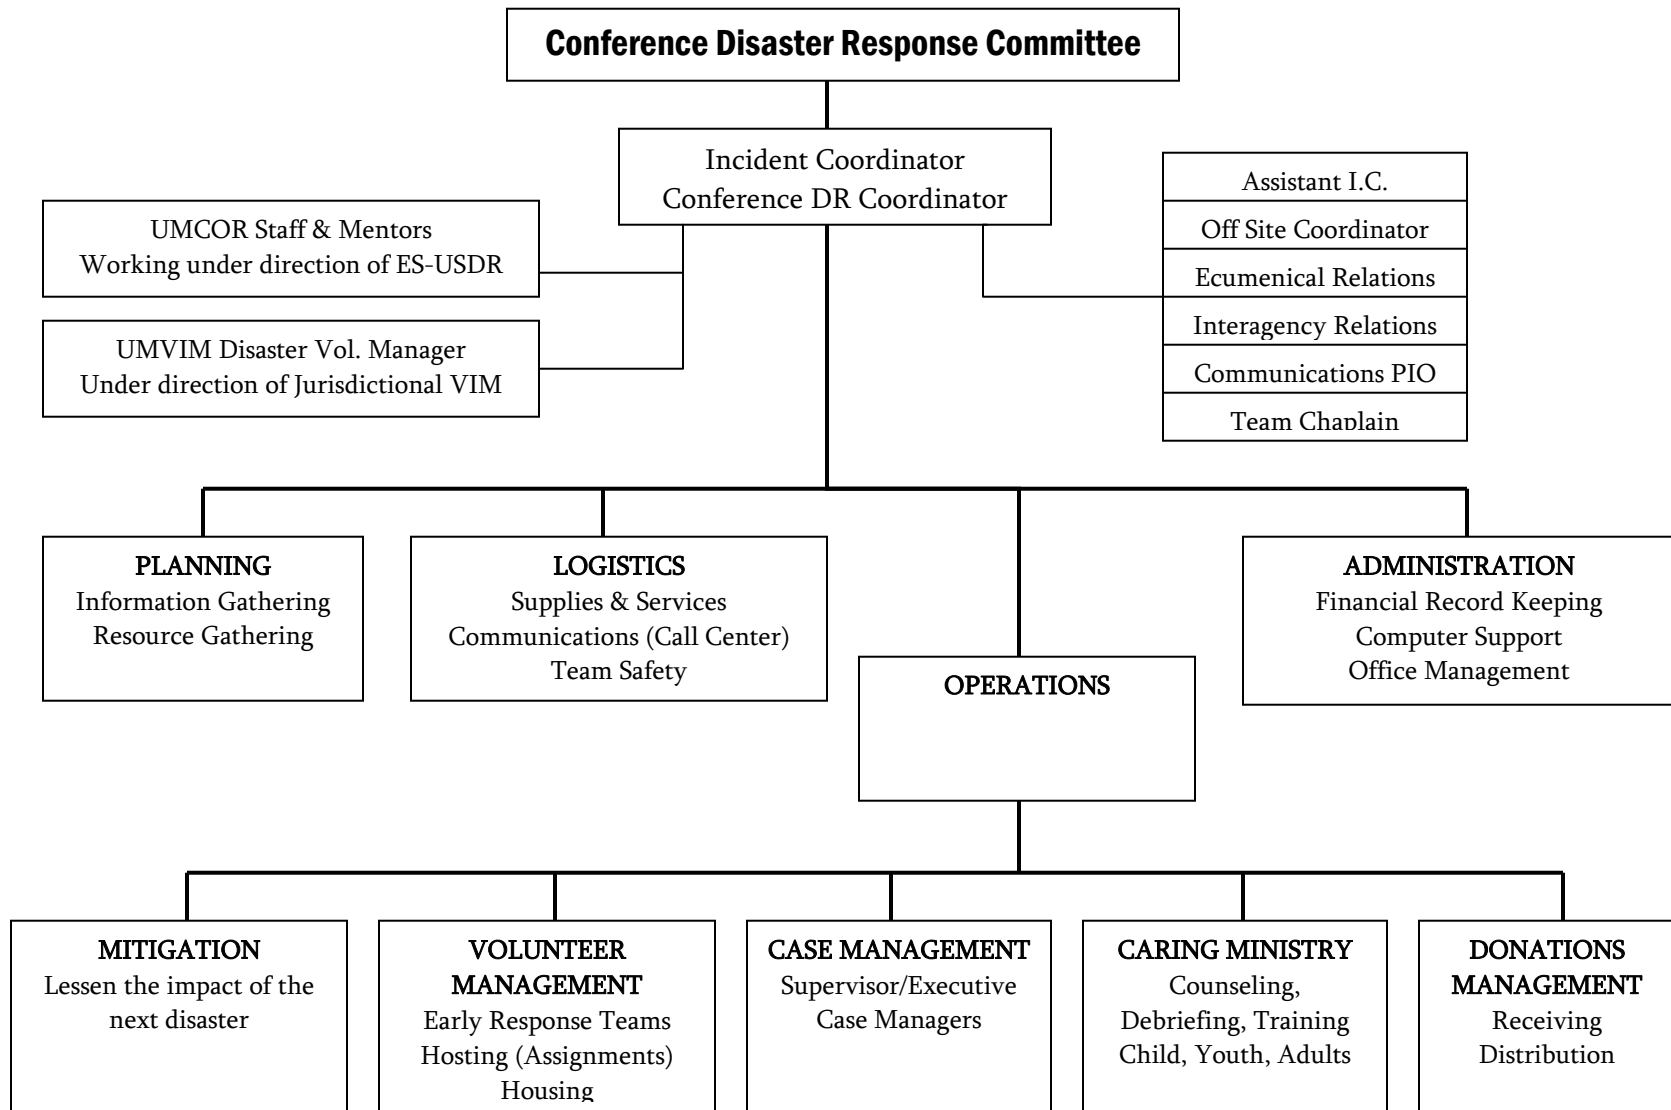 Conference Disaster Response Committee
Incident Coordinator
Conference DR Coordinator
UMCOR Staff & Mentors
Working under direction of ES-USDR
UMVIM Disaster Vol. Manager
Under direction of Jurisdictional VIM
Assistant I.C.
Off Site Coordinator
Ecumenical Relations
Interagency Relations
Communications PIO
Team Chaplain
PLANNING
Information Gathering
Resource Gathering
LOGISTICS
Supplies & Services
Communications (Call Center)
Team Safety
OPERATIONS
ADMINISTRATION
Financial Record Keeping
Computer Support
Office Management
MITIGATION
Lessen the impact of the
next disaster
VOLUNTEER
MANAGEMENT
Early Response Teams
Hosting (Assignments)
Housing
CASE MANAGEMENT
Supervisor/Executive
Case Managers
CARING MINISTRY
Counseling,
Debriefing, Training
Child, Youth, Adults
DONATIONS
MANAGEMENT
Receiving
Distribution